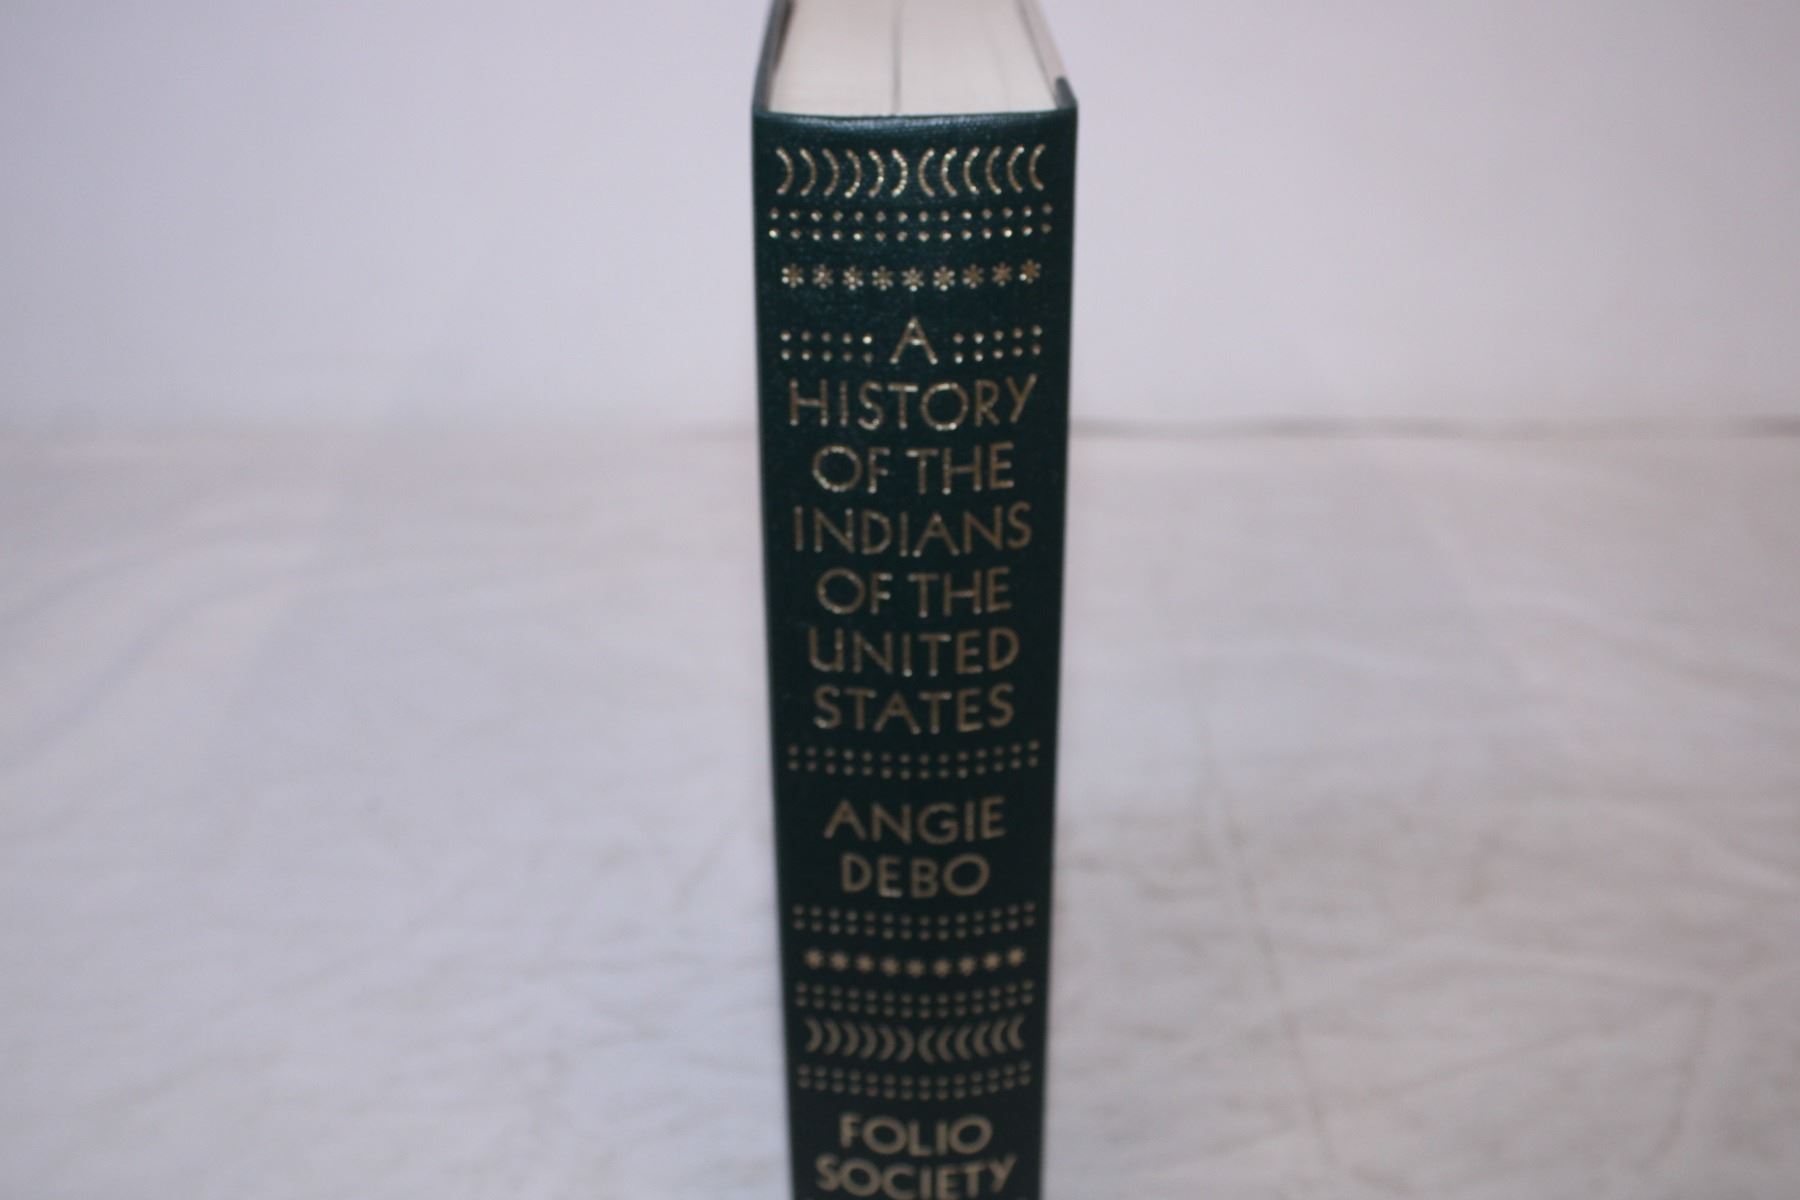 A
HISTORY
OF THE
INDIANS
OF THE
UNITED
STATES
ANGIE
DEBO
FOLIO
SOCIETY